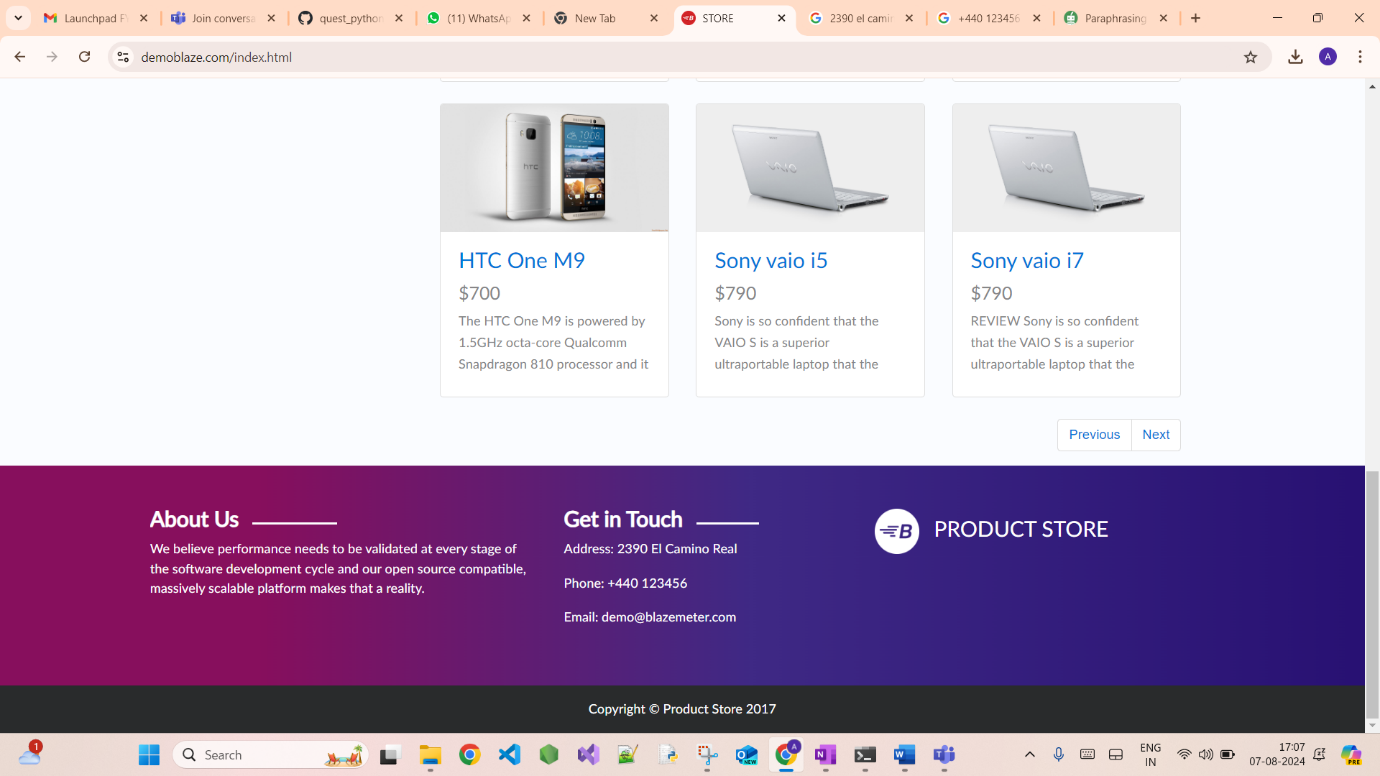 Launchpad FY
Join conversa
quest_python
(11) WhatsAp
New Tab
STORE
2390 el camin
+440 123456
Paraphrasing
demoblaze.com/index.html
A
HTC One M9
$700
The HTC One M9 is powered by
1.5GHz octa-core Qualcomm
Snapdragon 810 processor and it
VAIO
Sony vaio i5
$790
Sony is so confident that the
VAIO S is a superior
ultraportable laptop that the
VAIO
Sony vaio i7
$790
REVIEW Sony is so confident
that the VAIO S is a superior
ultraportable laptop that the
Previous
Next
About Us
We believe performance needs to be validated at every stage of
the software development cycle and our open source compatible,
massively scalable platform makes that a reality.
Get in Touch
Address: 2390 El Camino Real
Phone: +440 123456
Email: demo@blazemeter.com
B PRODUCT STORE
Copyright © Product Store 2017
1
Search
ENG
IN
17:07
07-08-2024
PRE